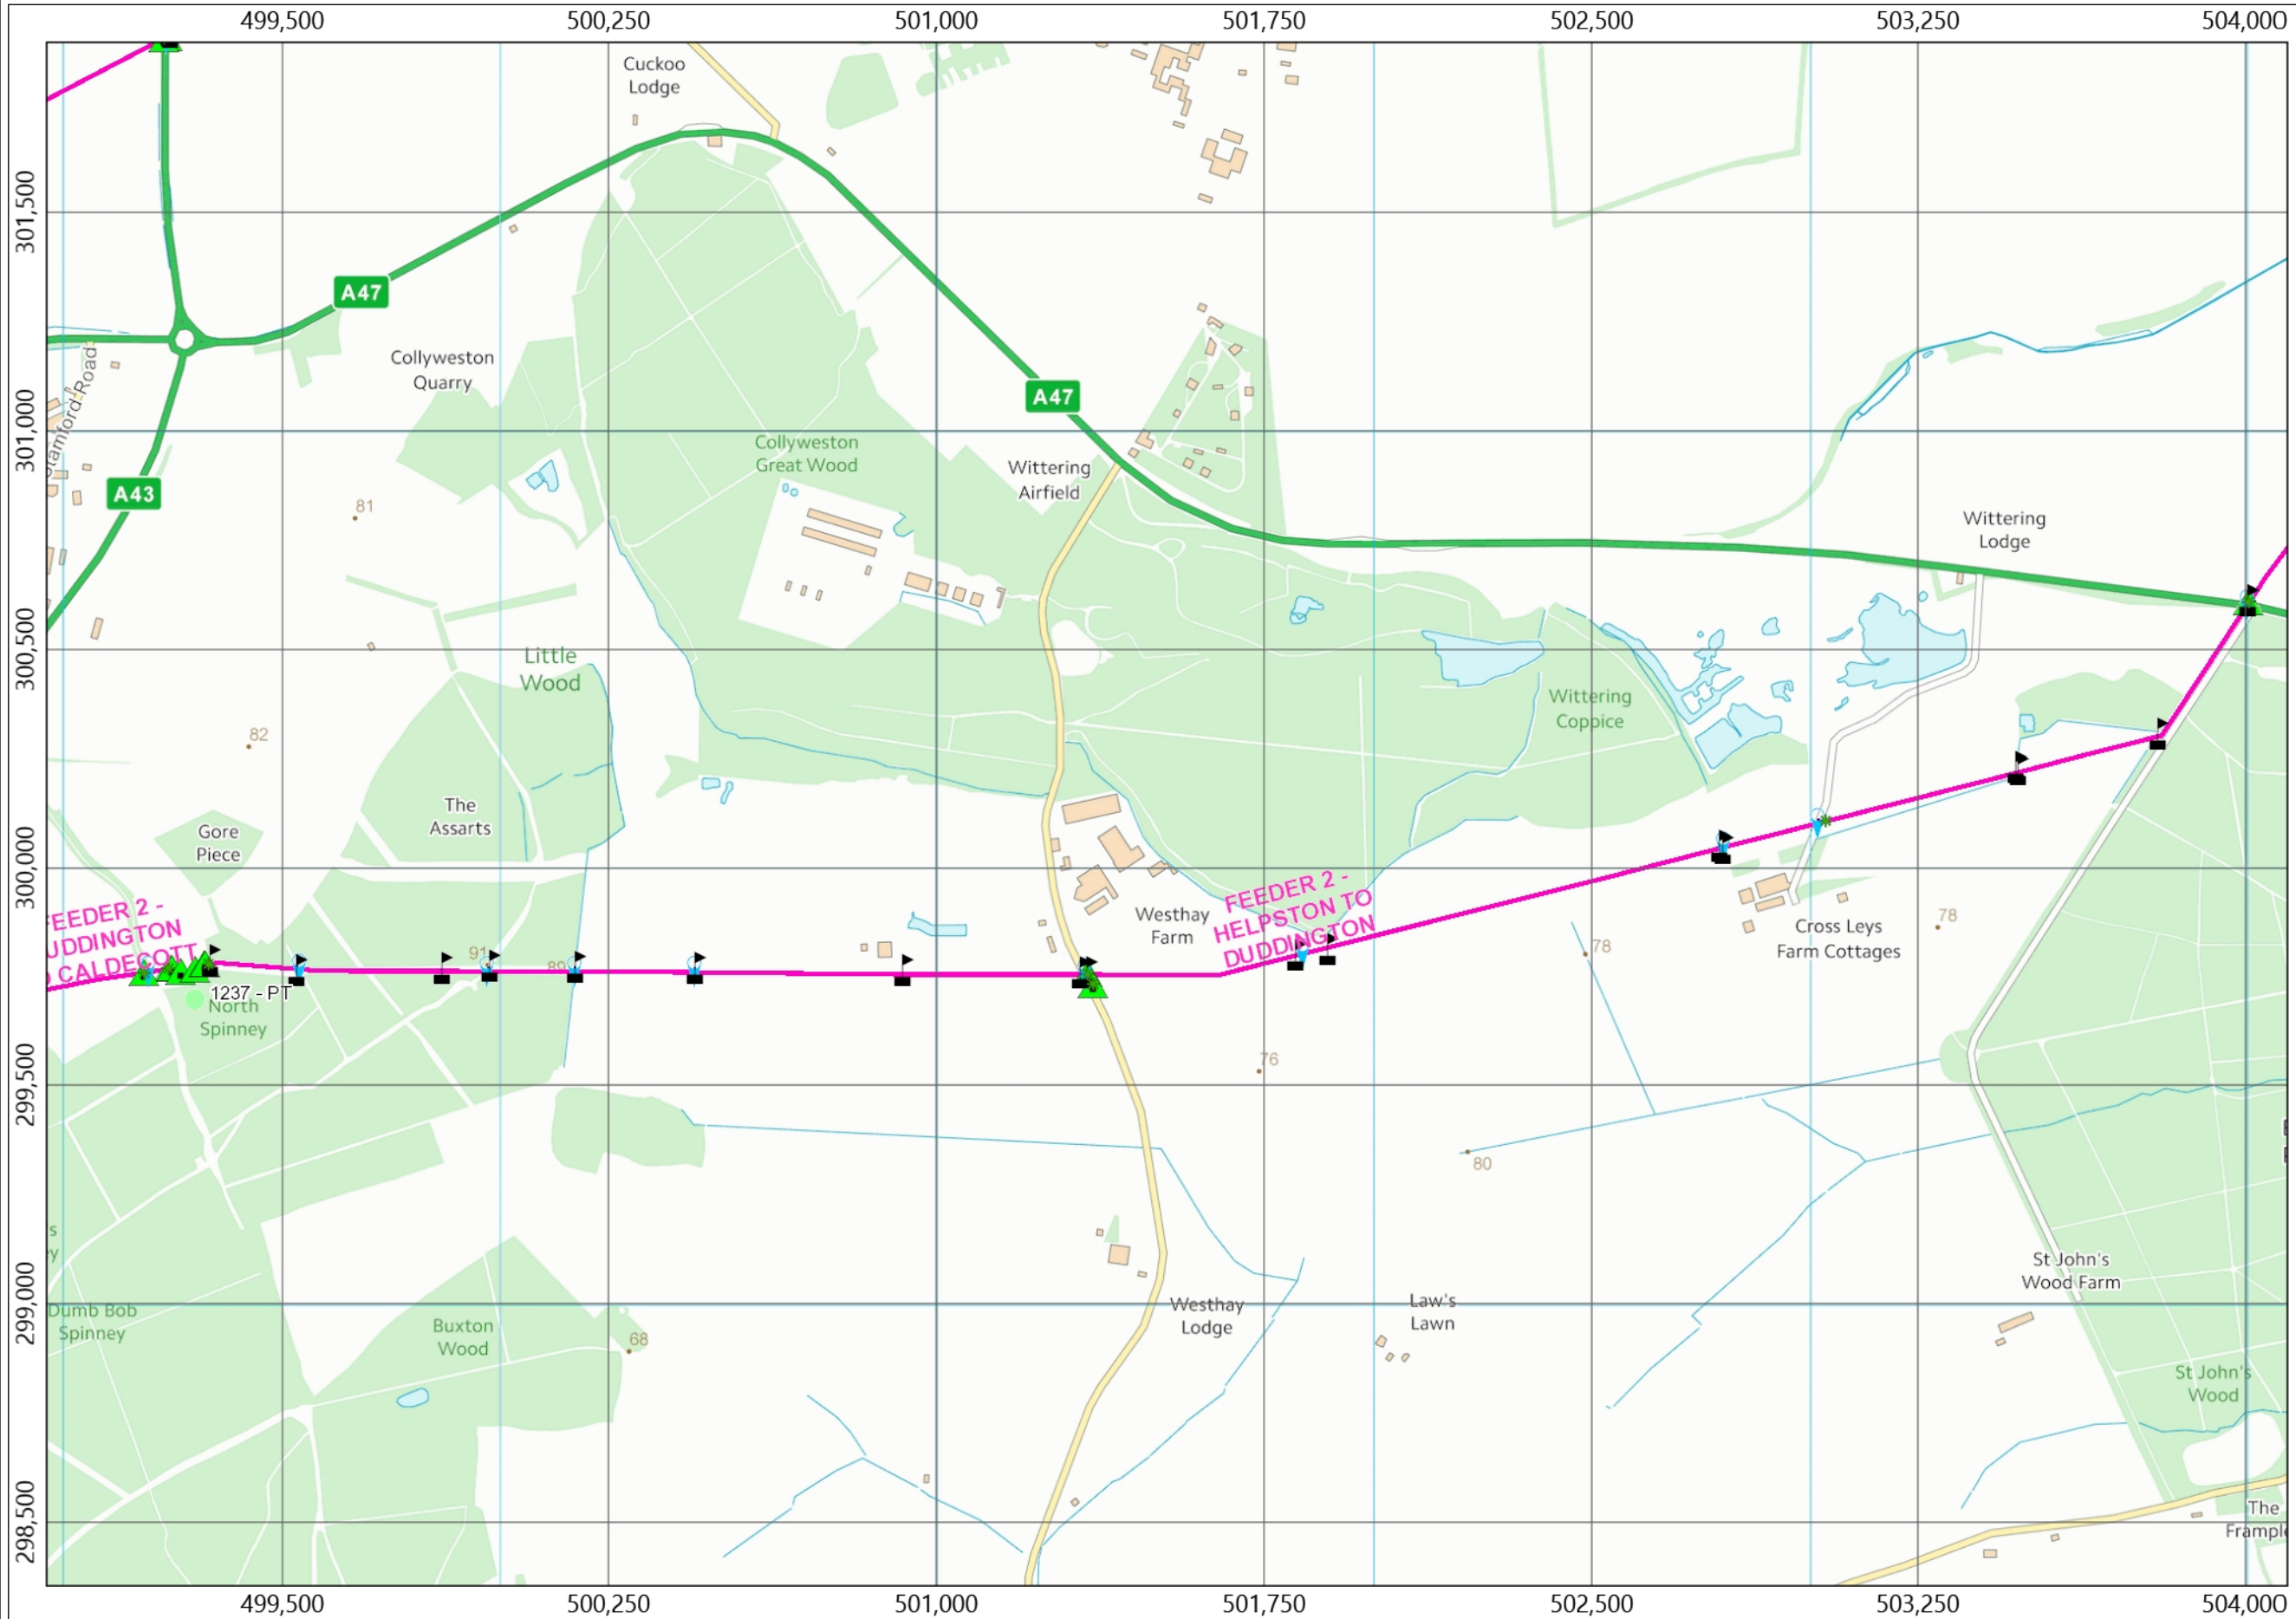 499,500 500,250 501,000 501,750 502,500 503,250 504,000
Cuckoo
Lodge
301,500
A47
Collyweston
Quarry
A47
301,000
Stamford Road
Collyweston
Great Wood
Wittering
Airfield
A43
81
Wittering
Lodge
300,500
Little
Wood
Wittering
Coppice
82
The
Assarts
Gore
Piece
300,000
FEEDER 2 -
HELPSTON TO
DUDDINGTON
FEEDER 2 -
UDDINGTON
O CALDECOTT
Westhay
Farm
Cross Leys
Farm Cottages
78
78
91
89
1237 - PT
North
Spinney
76
299,500
80
St John's
Wood Farm
299,000
Dumb Bob
Spinney
Buxton
Wood
68
Westhay
Lodge
Law's
Lawn
St John's
Wood
298,500
The
Frample
499,500 500,250 501,000 501,750 502,500 503,250 504,000